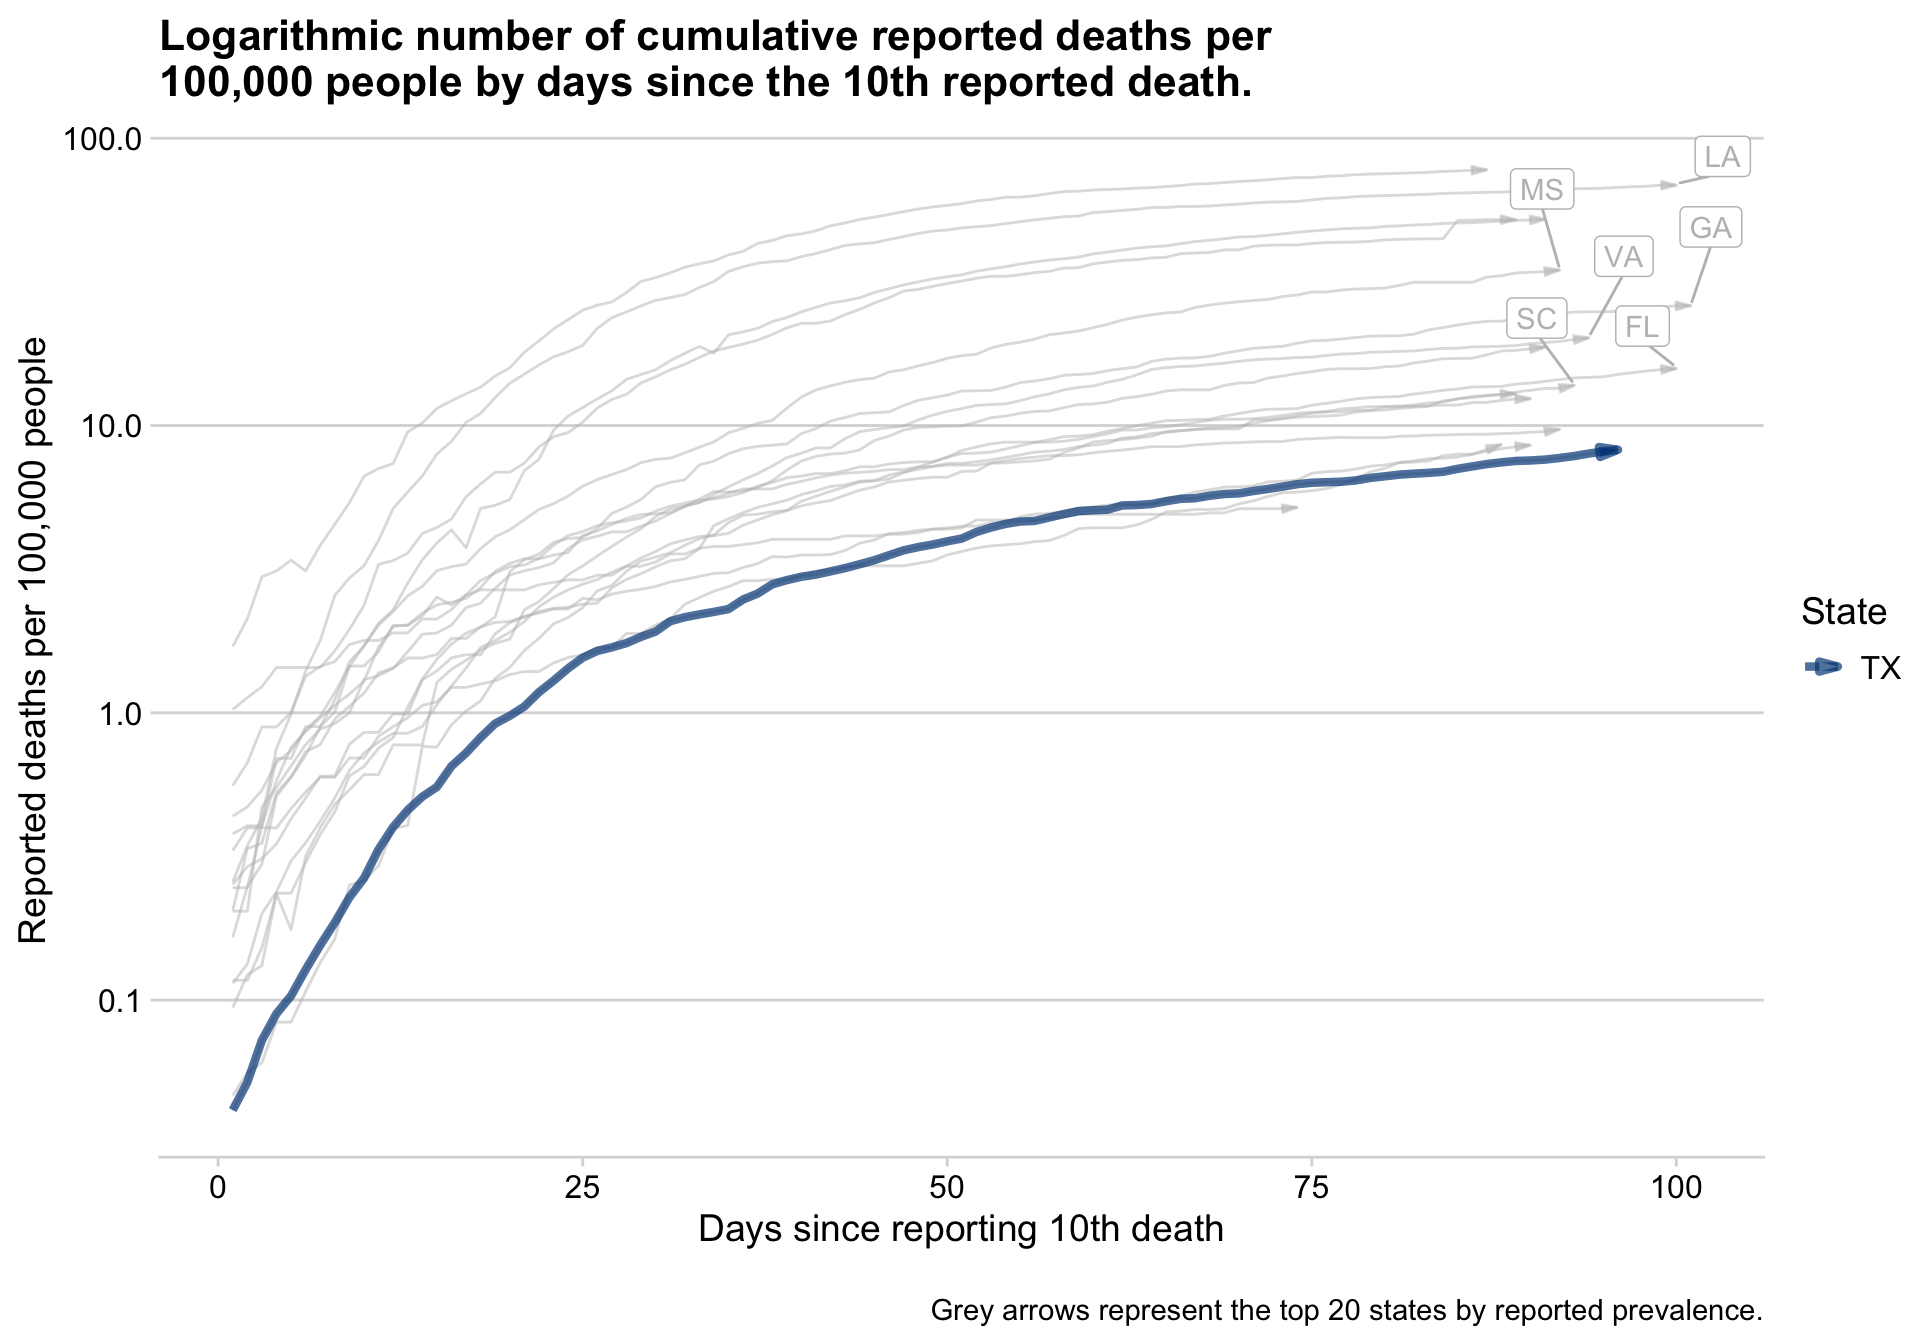 Logarithmic number of cumulative reported deaths per
100,000 people by days since the 10th reported death.
Reported deaths per 100,000 people
100.0
10.0
1.0
0.1
LA
MS
GA
VA
SC
FL
State
TX
0
25
50
75
100
Days since reporting 10th death
Grey arrows represent the top 20 states by reported prevalence.